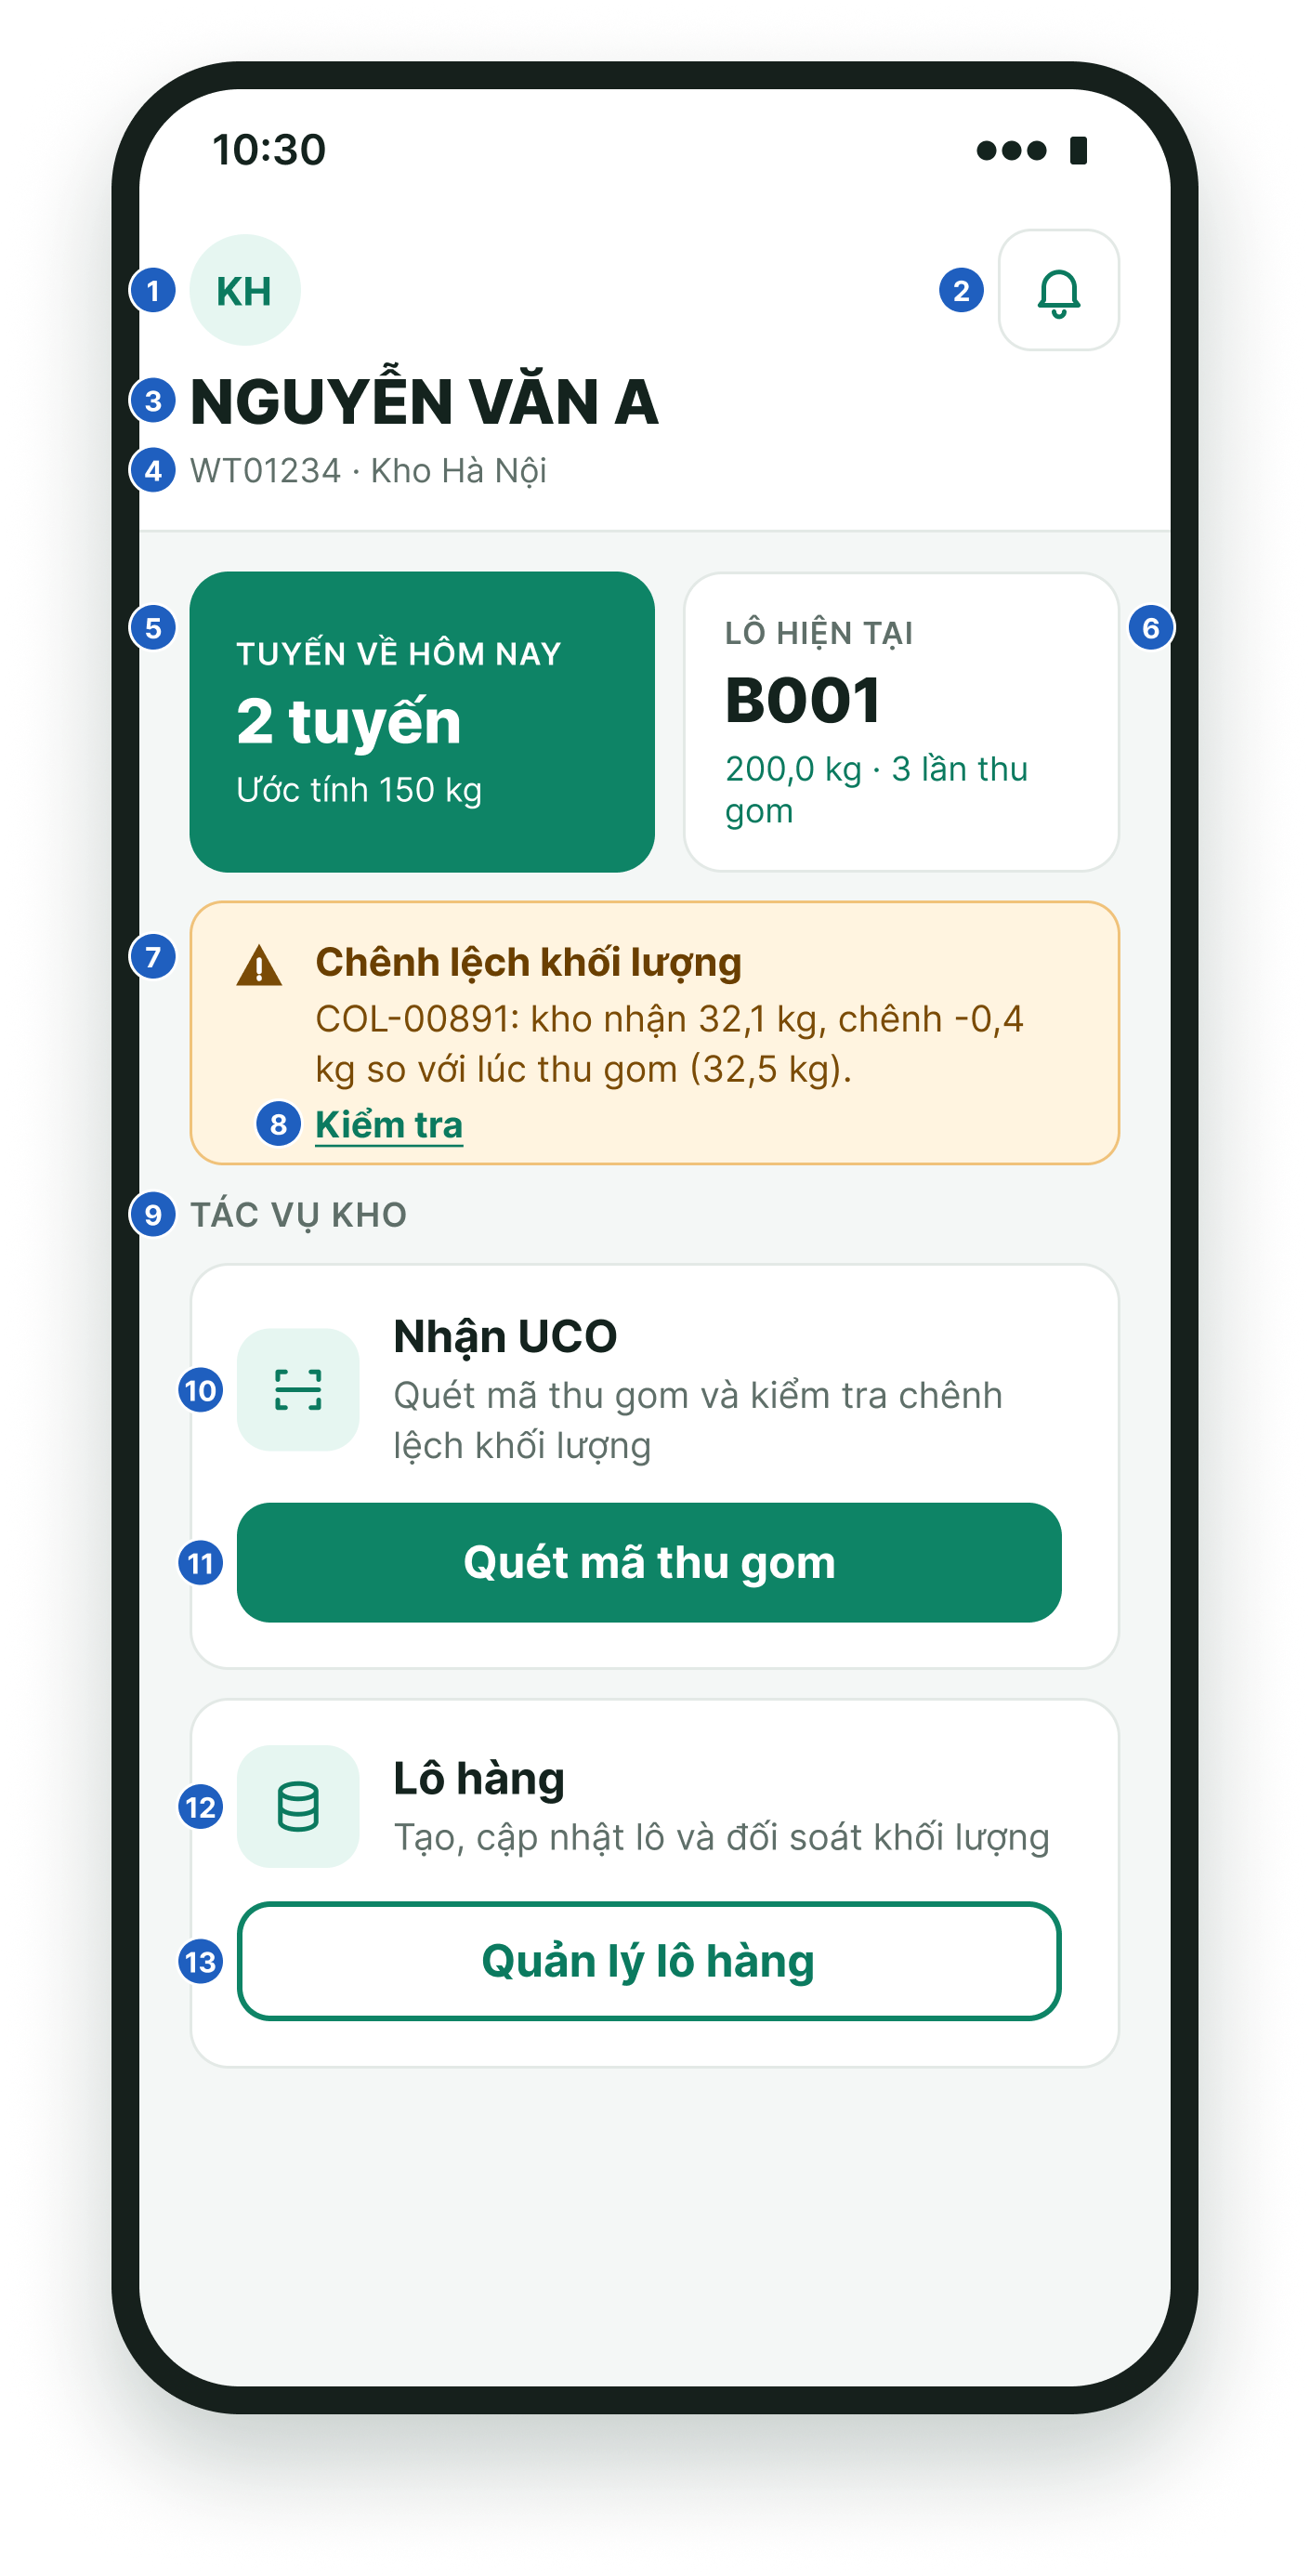 10:30
1
KH
2
3
NGUYỄN VĂN A
4
WT01234 · Kho Hà Nội
5
TUYẾN VỀ HÔM NAY
2 tuyến
Ước tính 150 kg
6
LÔ HIỆN TẠI
B001
200,0 kg · 3 lần thu
gom
7
Chênh lệch khối lượng
COL-00891: kho nhận 32,1 kg, chênh -0,4
kg so với lúc thu gom (32,5 kg).
8
Kiểm tra
9
TÁC VỤ KHO
10
Nhận UCO
Quét mã thu gom và kiểm tra chênh
lệch khối lượng
11
Quét mã thu gom
12
Lô hàng
Tạo, cập nhật lô và đối soát khối lượng
13
Quản lý lô hàng